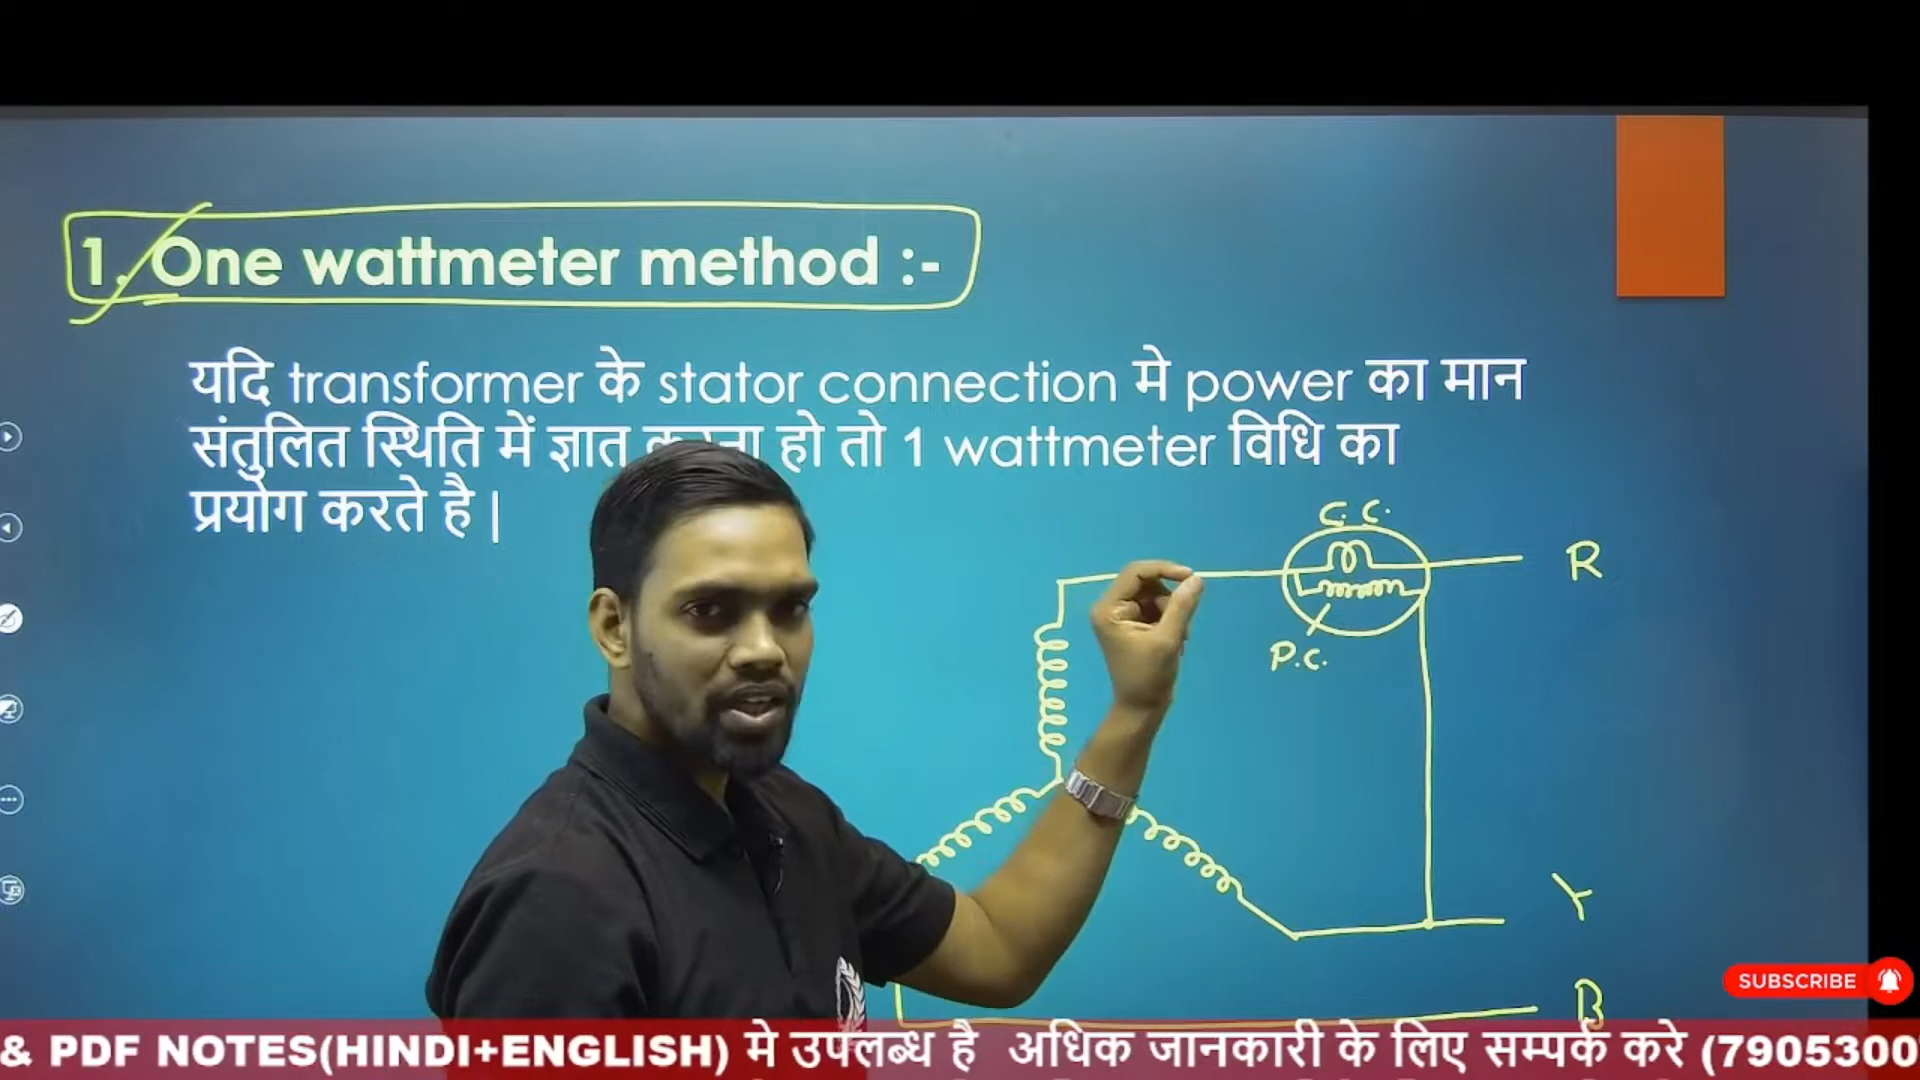 1. One wattmeter method :-
यदि transformer के stator connection मे power का मान
संतुलित स्थिति में ज्ञात हो तो 1 wattmeter विधि का
प्रयोग करते है |
C.C.
R
P.C.
Y
SUBSCRIBE
B
& PDF NOTES(HINDI+ENGLISH) मे उपलब्ध है अधिक जानकारी के लिए सम्पर्क करे (7905300